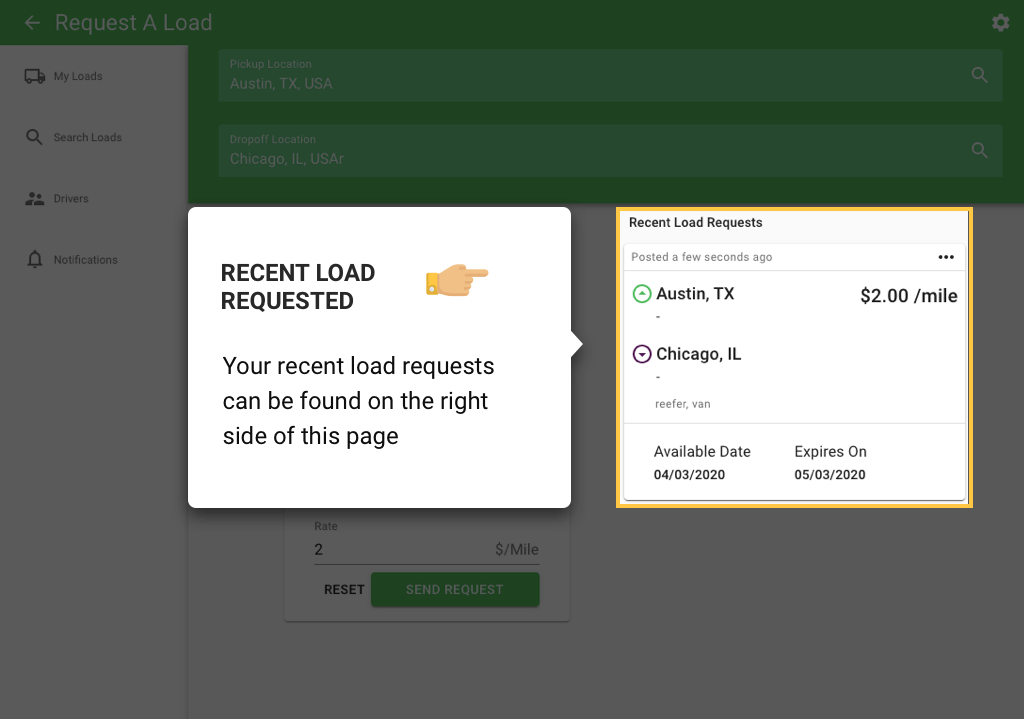 Request A Load
My Loads
Search Loads
Drivers
Notifications
Pickup Location
Austin, TX, USA
Dropoff Location
Chicago, IL, USAr
RECENT LOAD
REQUESTED
Your recent load requests
can be found on the right
side of this page
Recent Load Requests
Posted a few seconds ago
Austin, TX
$2.00 /mile
-
Chicago, IL
-
reefer, van
Available Date
Expires On
04/03/2020
05/03/2020
Rate
2
$/Mile
RESET
SEND REQUEST